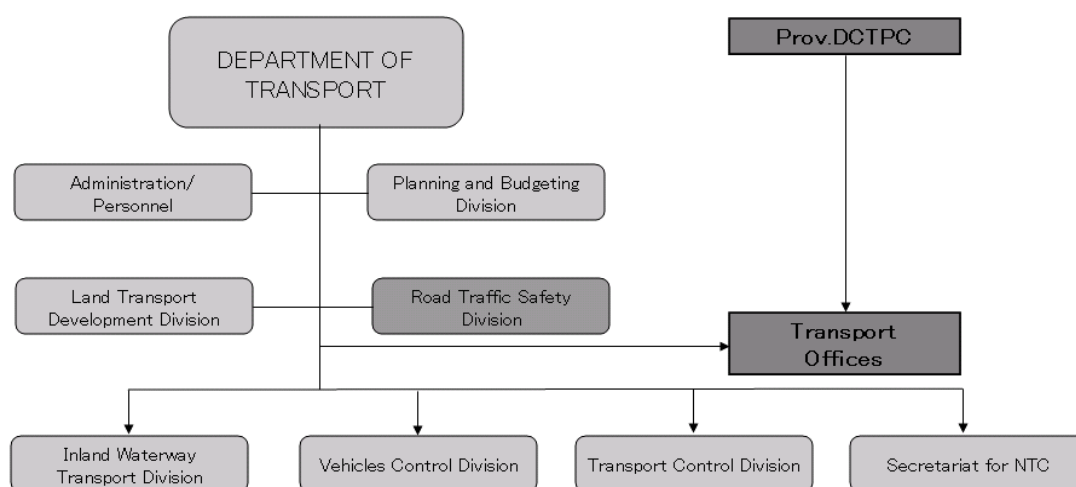 DEPARTMENT OF
TRANSPORT
Prov.DCTPC
Administration/
Personnel
Planning and Budgeting
Division
Land Transport
Development Division
Road Traffic Safety
Division
Transport
Offices
Inland Waterway
Transport Division
Vehicles Control Division
Transport Control Division
Secretariat for NTC